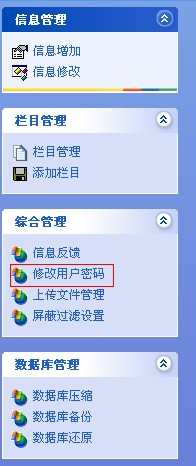 信息管理
信息增加
信息修改
栏目管理
栏目管理
添加栏目
综合管理
信息反馈
修改用户密码
上传文件管理
屏蔽过滤设置
数据库管理
数据库压缩
数据库备份
数据库还原